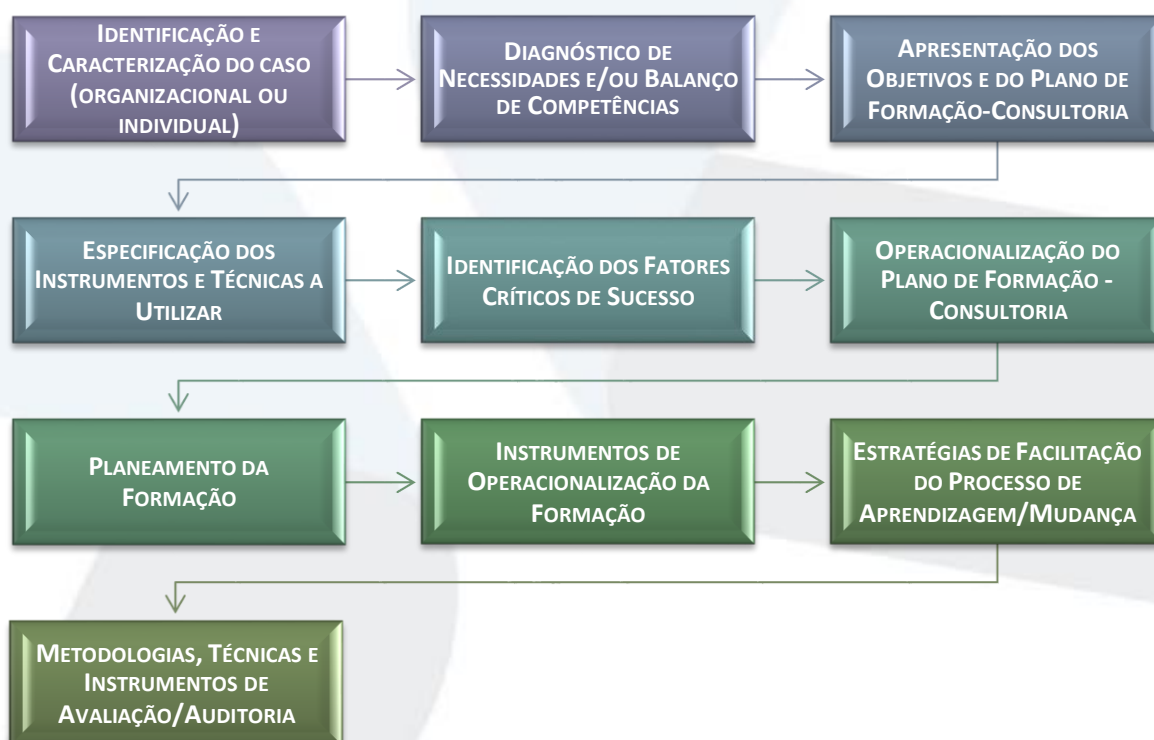 IDENTIFICAÇÃO E
CARACTERIZAÇÃO DO CASO
(ORGANIZACIONAL OU
INDIVIDUAL)
DIAGNÓSTICO DE
NECESSIDADES E/OU BALANÇO
DE COMPETÊNCIAS
APRESENTAÇÃO DOS
OBJETIVOS E DO PLANO DE
FORMAÇÃO-CONSULTORIA
ESPECIFICAÇÃO DOS
INSTRUMENTOS E TÉCNICAS A
UTILIZAR
IDENTIFICAÇÃO DOS FATORES
CRÍTICOS DE SUCESSO
OPERACIONALIZAÇÃO DO
PLANO DE FORMAÇÃO -
CONSULTORIA
PLANEAMENTO DA
FORMAÇÃO
INSTRUMENTOS DE
OPERACIONALIZAÇÃO DA
FORMAÇÃO
ESTRATÉGIAS DE FACILITAÇÃO
DO PROCESSO DE
APRENDIZAGEM/MUDANÇA
METODOLOGIAS, TÉCNICAS E
INSTRUMENTOS DE
AVALIAÇÃO/AUDITORIA